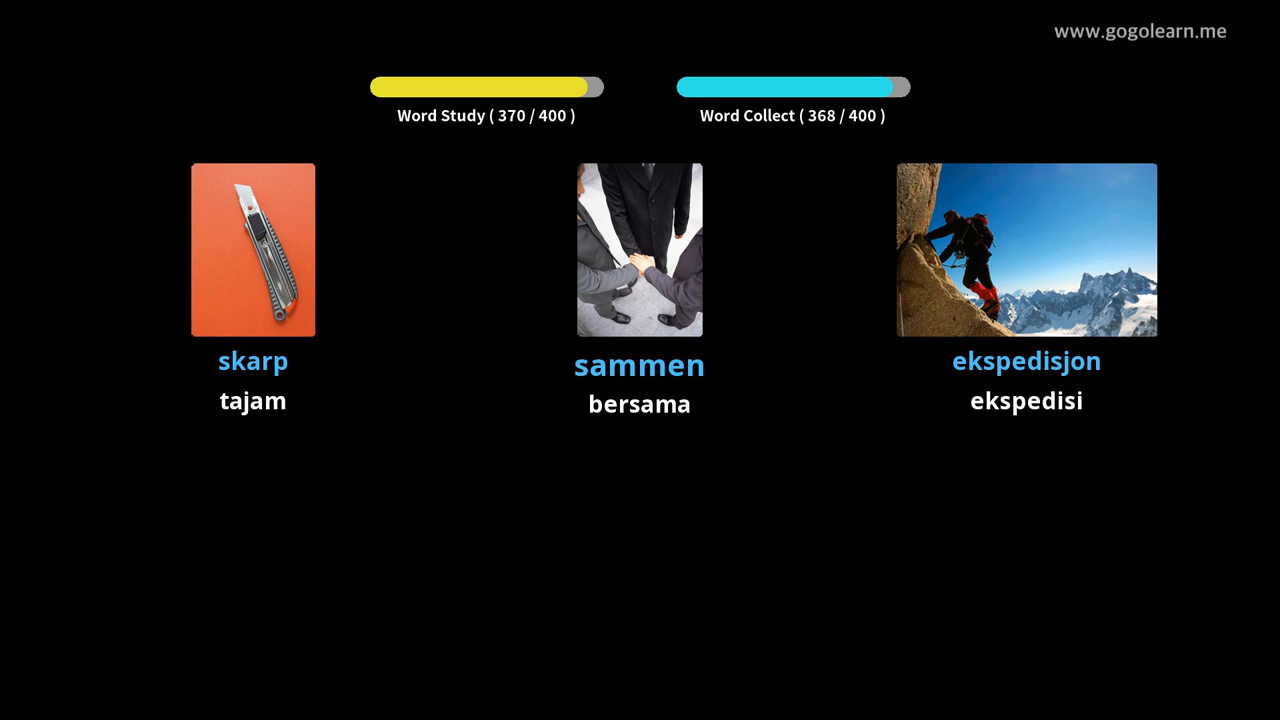 www.gogolearn.me
Word Study ( 370 / 400 )
Word Collect ( 368 / 400 )
skarp
tajam
sammen
bersama
ekspedisjon
ekspedisi